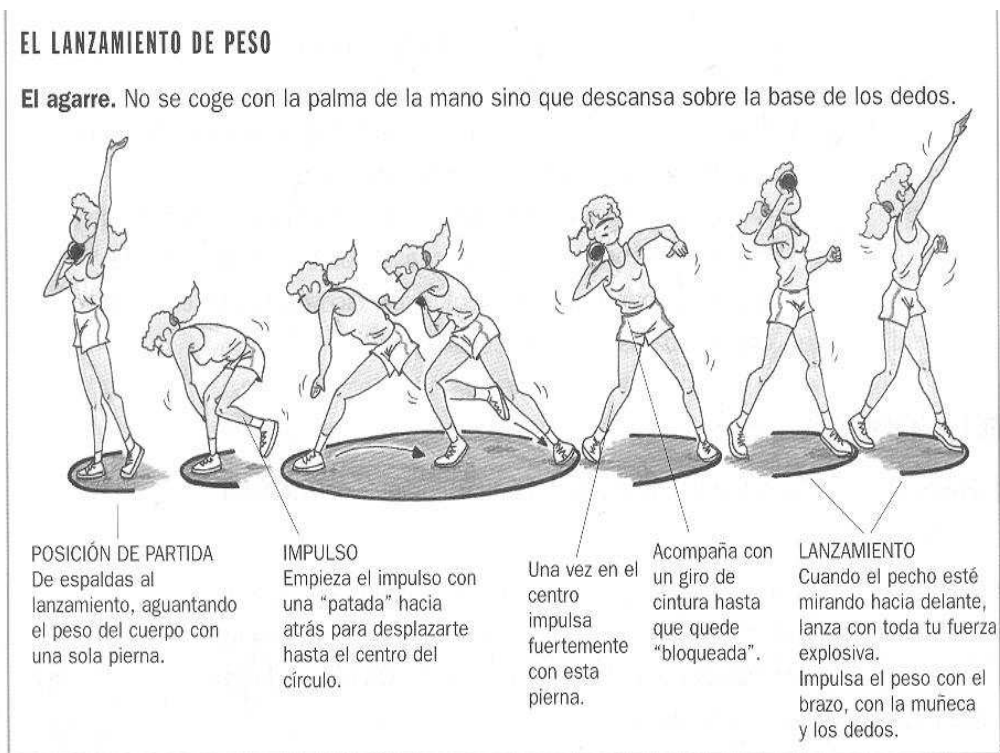 EL LANZAMIENTO DE PESO
El agarre. No se coge con la palma de la mano sino que descansa sobre la base de los dedos.
POSICIÓN DE PARTIDA
De espaldas al
lanzamiento, aguantando
el peso del cuerpo con
una sola pierna.
IMPULSO
Empieza el impulso con
una "patada" hacia
atrás para desplazarte
hasta el centro del
círculo.
Una vez en el
centro
impulsa
fuertemente
con esta
pierna.
Acompaña con
un giro de
cintura hasta
que quede
"bloqueada".
LANZAMIENTO
Cuando el pecho esté
mirando hacia delante,
lanza con toda tu fuerza
explosiva.
Impulsa el peso con el
brazo, con la muñeca
y los dedos.